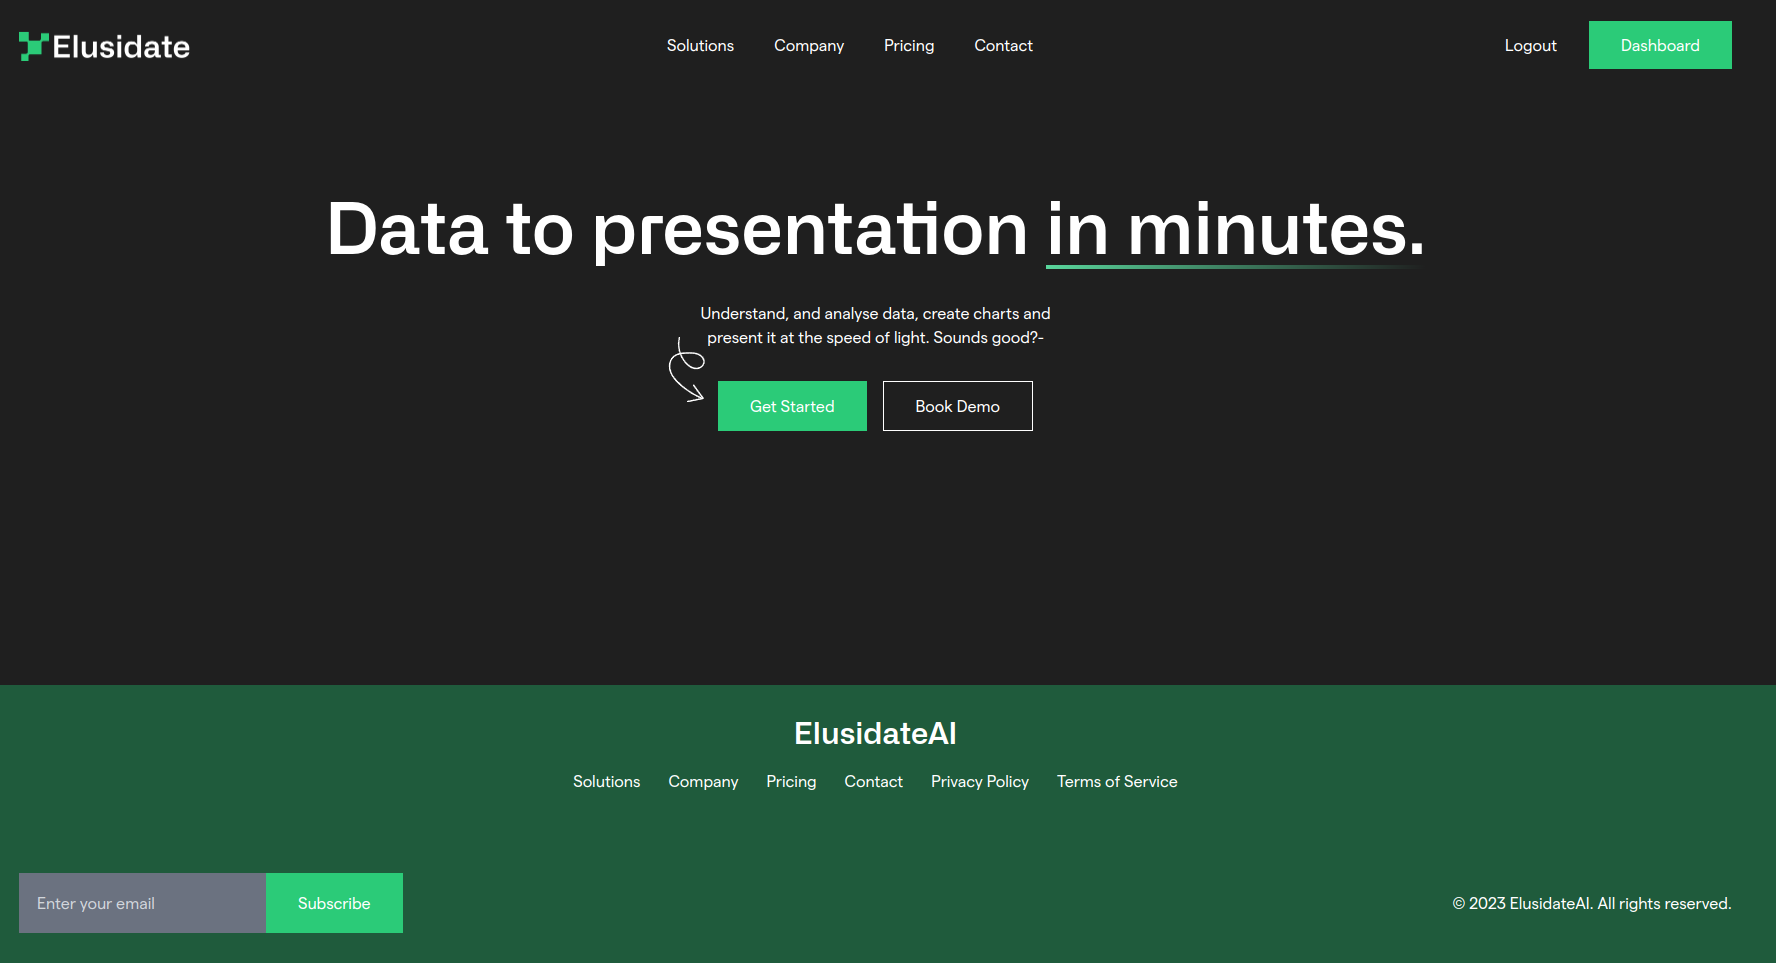 Elusidate
Solutions Company Pricing Contact
Logout Dashboard
Data to presentation in minutes.
Understand, and analyse data, create charts and
present it at the speed of light. Sounds good?-
Get Started Book Demo
ElusidateAI
Solutions Company Pricing Contact Privacy Policy Terms of Service
Enter your email Subscribe
© 2023 ElusidateAI. All rights reserved.